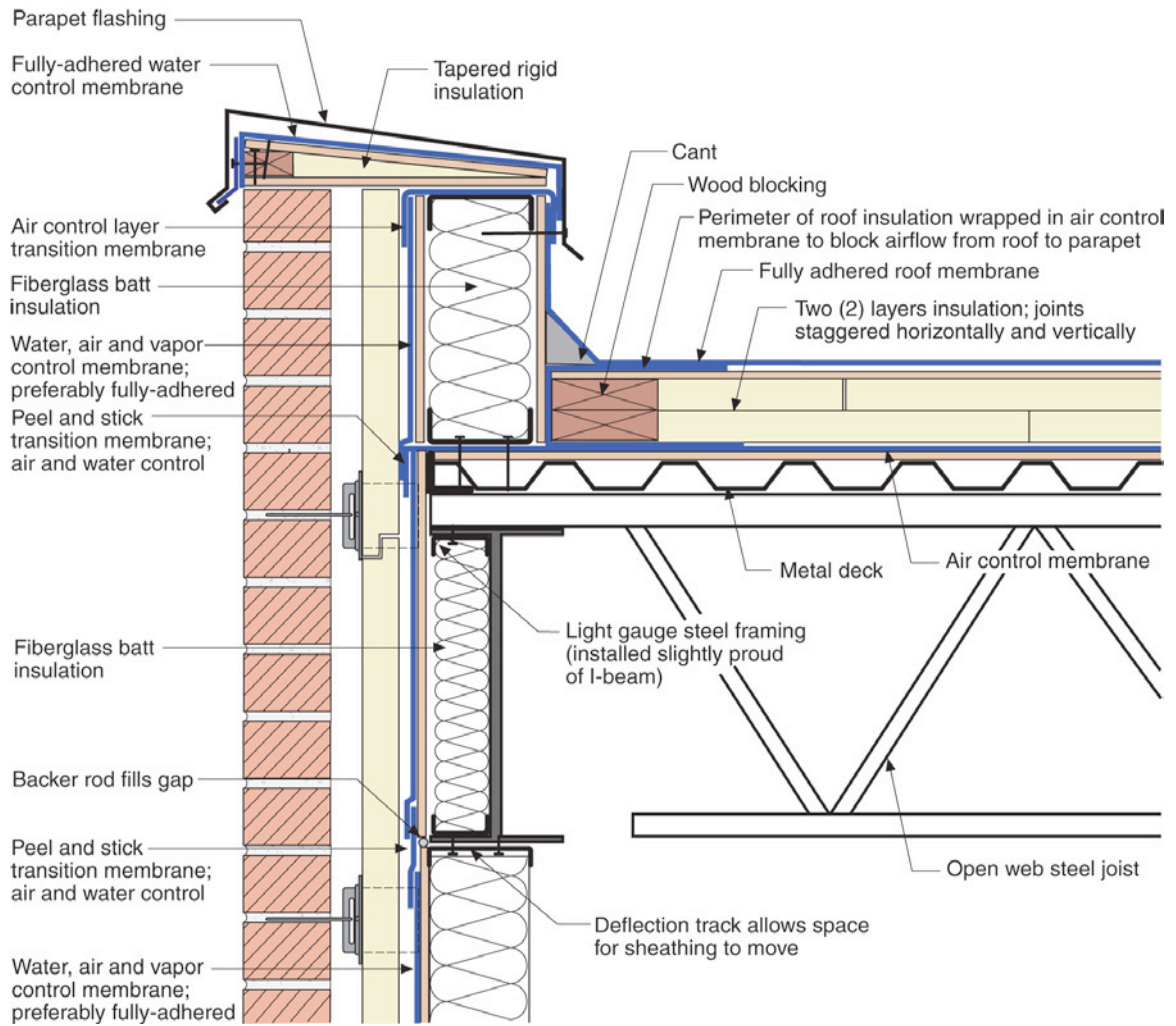 Parapet flashing
Fully-adhered water
control membrane
Tapered rigid
insulation
Cant
Wood blocking
Perimeter of roof insulation wrapped in air control
membrane to block airflow from roof to parapet
Fully adhered roof membrane
Two (2) layers insulation; joints
staggered horizontally and vertically
Air control layer
transition membrane
Fiberglass batt
insulation
Water, air and vapor
control membrane;
preferably fully-adhered
Peel and stick
transition membrane;
air and water control
Metal deck
Air control membrane
Light gauge steel framing
(installed slightly proud
of I-beam)
Fiberglass batt
insulation
Backer rod fills gap
Peel and stick
transition membrane;
air and water control
Open web steel joist
Deflection track allows space
for sheathing to move
Water, air and vapor
control membrane;
preferably fully-adhered